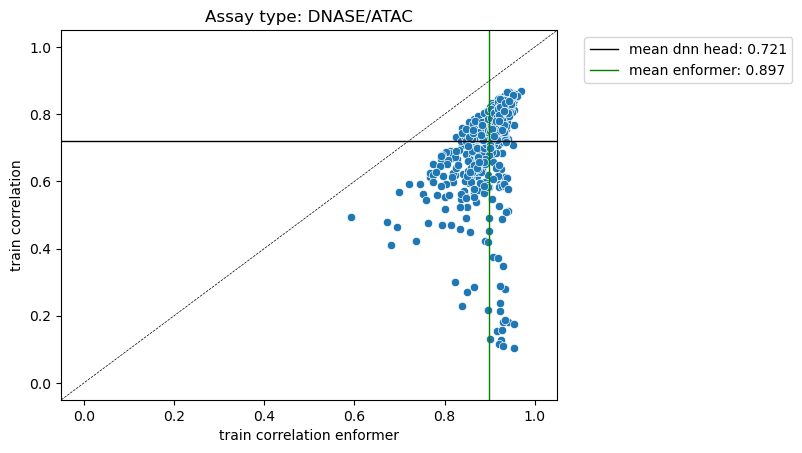 Assay type: DNASE/ATAC
mean dnn head: 0.721
mean enformer: 0.897
train correlation
1.0
0.8
0.6
0.4
0.2
0.0
0.0 0.2 0.4 0.6 0.8 1.0
train correlation enformer